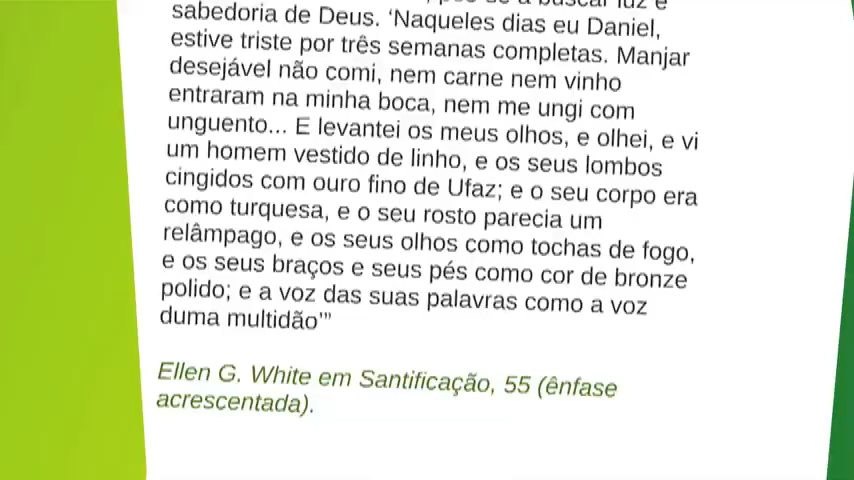 sabedoria de Deus. ‘Naqueles dias eu Daniel,
estive triste por três semanas completas. Manjar
desejável não comi, nem carne nem vinho
entraram na minha boca, nem me ungi com
unguento... E levantei os meus olhos, e olhei, e vi
um homem vestido de linho, e os seus lombos
cingidos com ouro fino de Ufaz; e o seu corpo era
como turquesa, e o seu rosto parecia um
relâmpago, e os seus olhos como tochas de fogo,
e os seus braços e seus pés como cor de bronze
polido; e a voz das suas palavras como a voz
duma multidão’”
Ellen G. White em Santificação, 55 (ênfase
acrescentada).